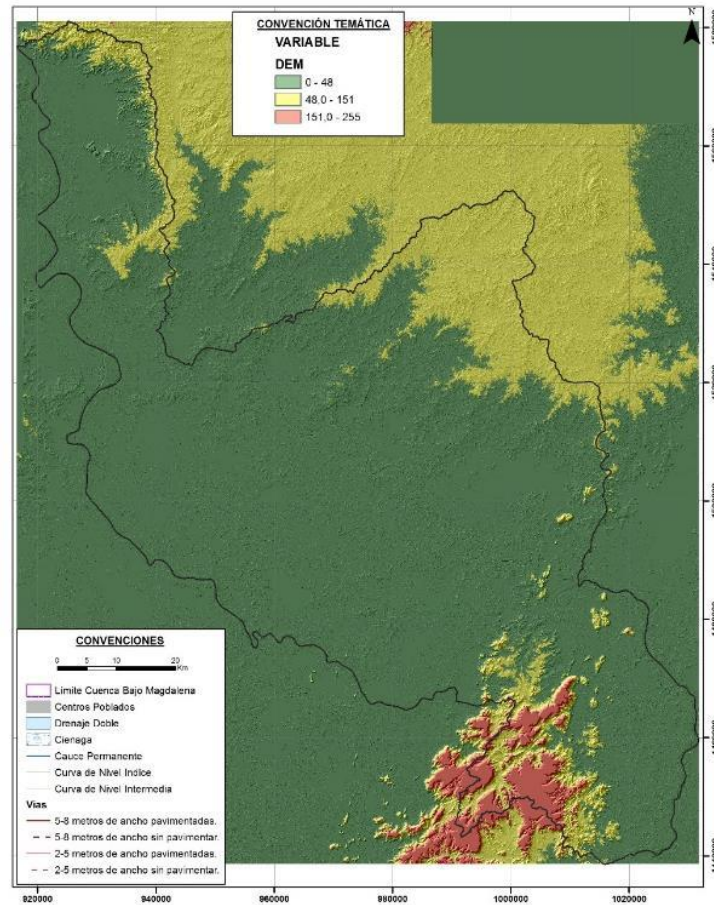 CONVENCIÓN TEMÁTICA
VARIABLE
DEM
0 - 48
48,0 - 151
151,0 - 255
N
CONVENCIONES
0 5 10 20
Km
Limite Cuenca Bajo Magdalena
Centros Poblados
Drenaje Doble
Cienaga
Cauce Permanente
Curva de Nivel Indice
Curva de Nivel Intermedia
Vias
5-8 metros de ancho pavimentadas.
5-8 metros de ancho sin pavimentar.
2-5 metros de ancho pavimentadas.
2-5 metros de ancho sin pavimentar.
920000 940000 960000 980000 1000000 1020000